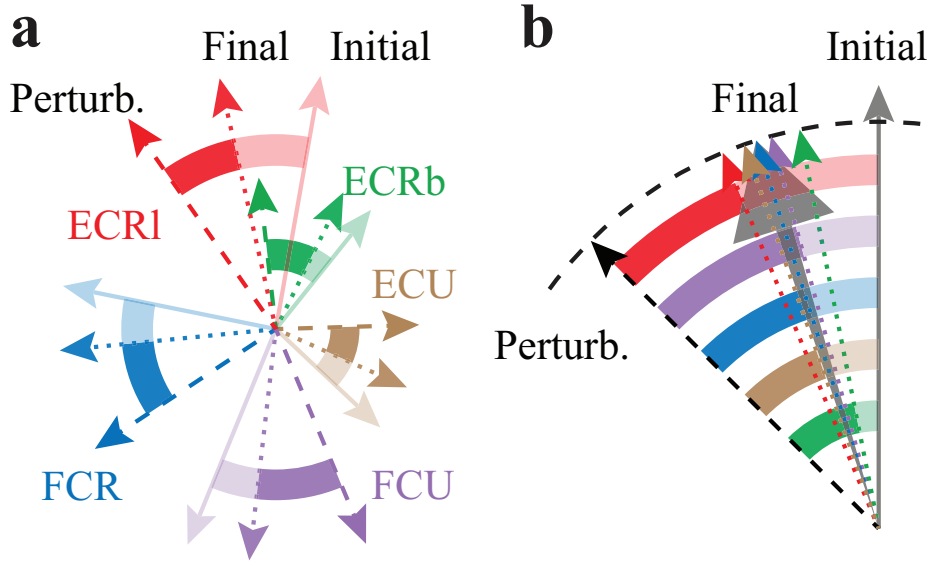 a
Final
Initial
Perturb.
ECRb
ECRl
ECU
FCR
FCU
b
Initial
Final
Perturb.